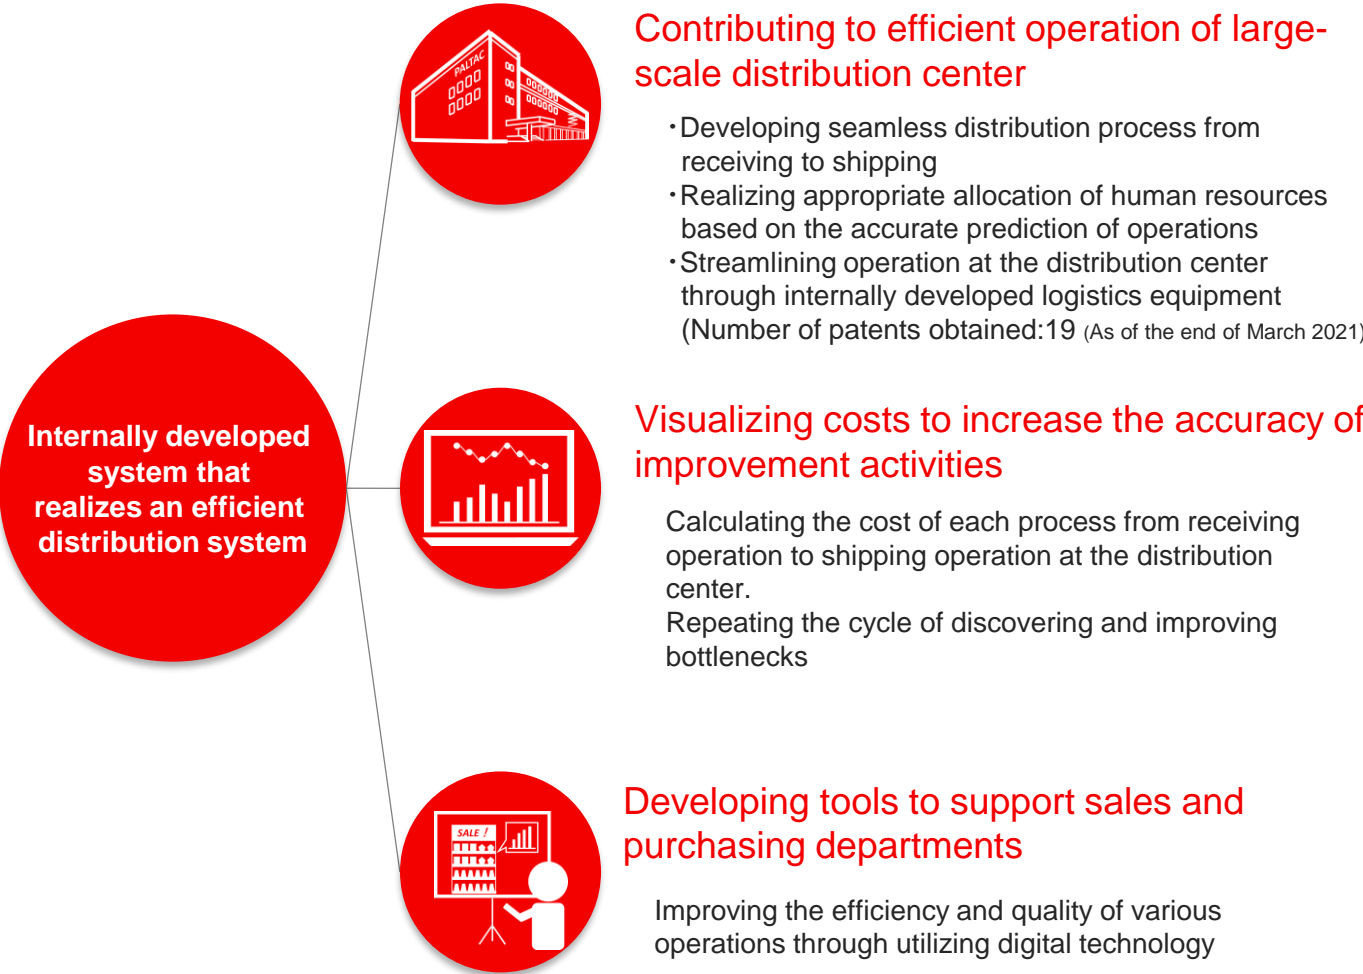 Contributing to efficient operation of large-
scale distribution center
・Developing seamless distribution process from
receiving to shipping
・Realizing appropriate allocation of human resources
based on the accurate prediction of operations
・Streamlining operation at the distribution center
through internally developed logistics equipment
(Number of patents obtained:19 (As of the end of March 2021)
PALTAC
Internally developed
system that
realizes an efficient
distribution system
Visualizing costs to increase the accuracy of
improvement activities
Calculating the cost of each process from receiving
operation to shipping operation at the distribution
center.
Repeating the cycle of discovering and improving
bottlenecks
Developing tools to support sales and
purchasing departments
SALE !
Improving the efficiency and quality of various
operations through utilizing digital technology